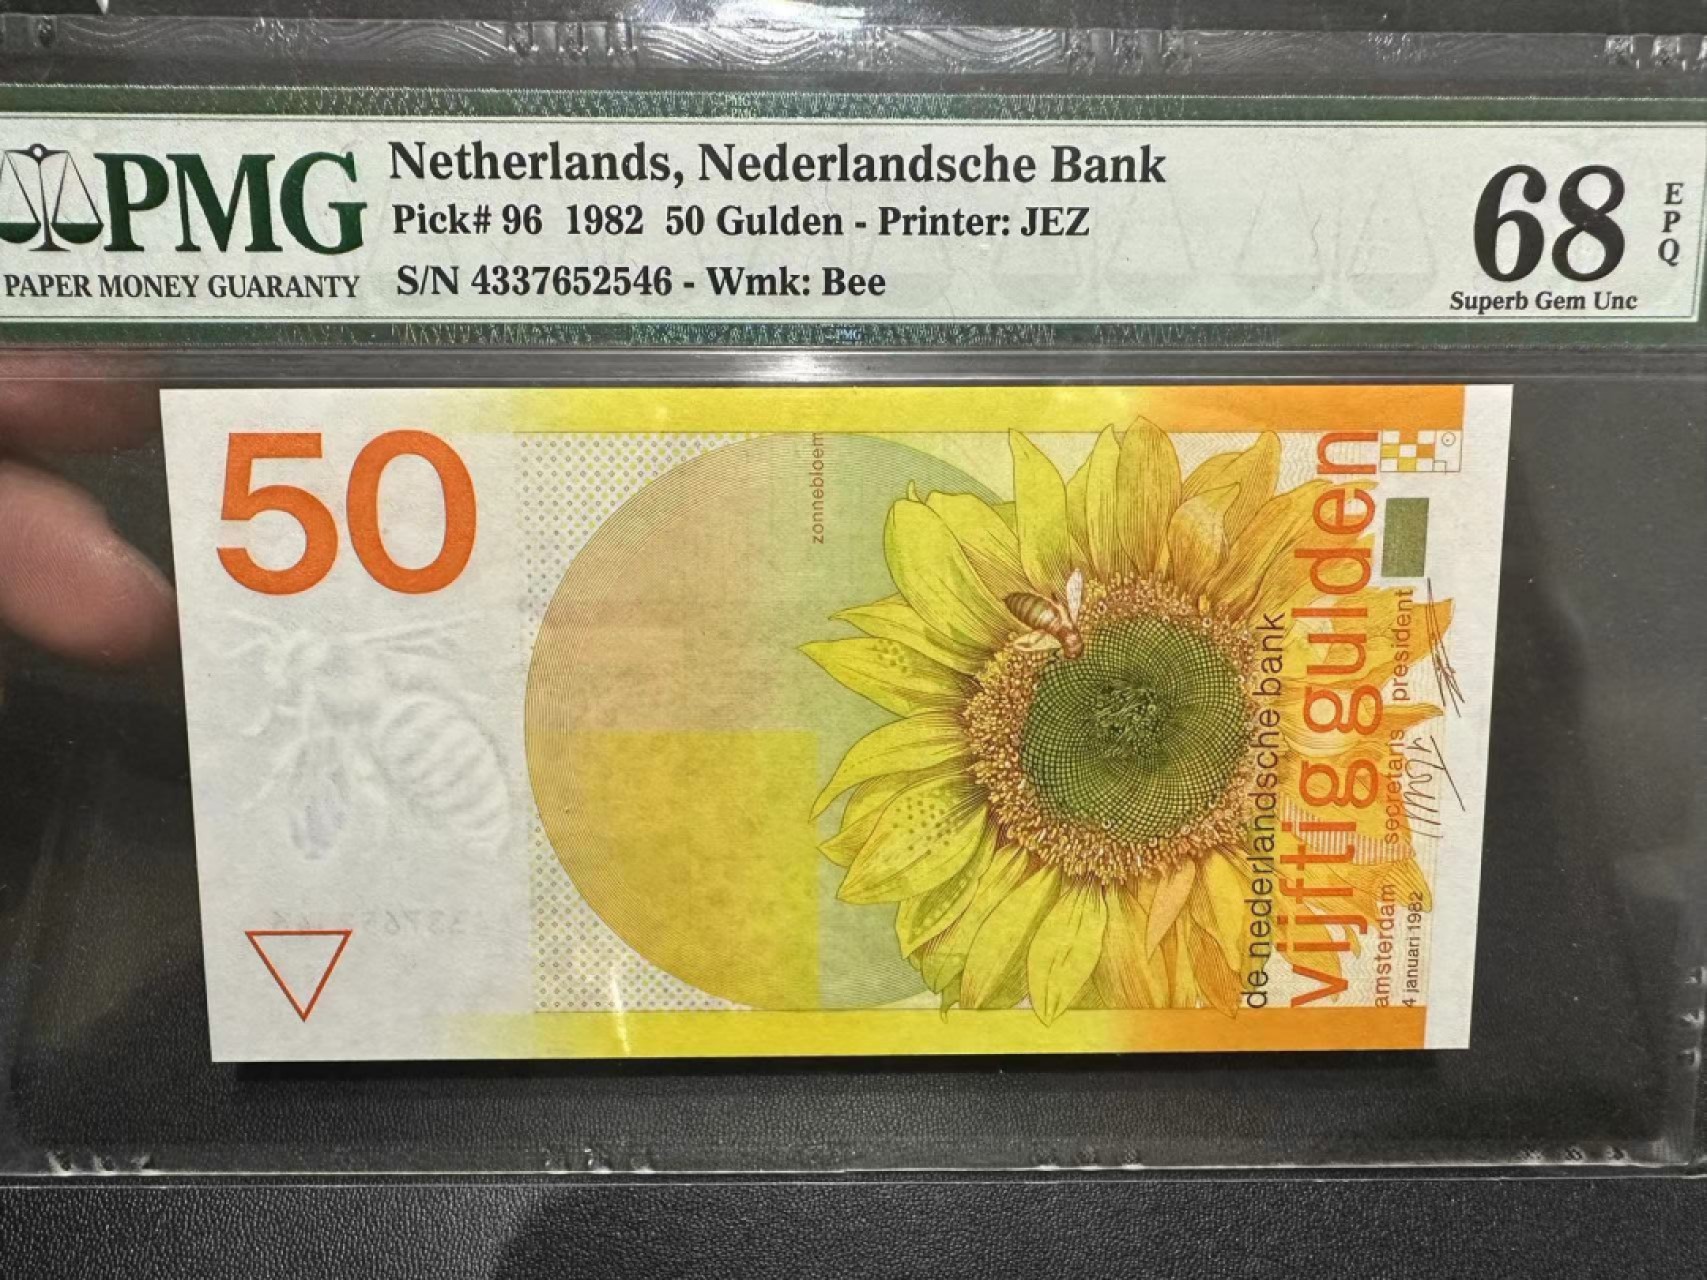 PMG
PAPER MONEY GUARANTY
Netherlands, Nederlandsche Bank
Pick# 96 1982 50 Gulden - Printer: JEZ
S/N 4337652546 - Wmk: Bee
68
EPQ
Superb Gem Unc
PMG
50
zonnebloem
de nederlandsche bank
vijftig gulden
amsterdam secretaris president
4 januari 1982